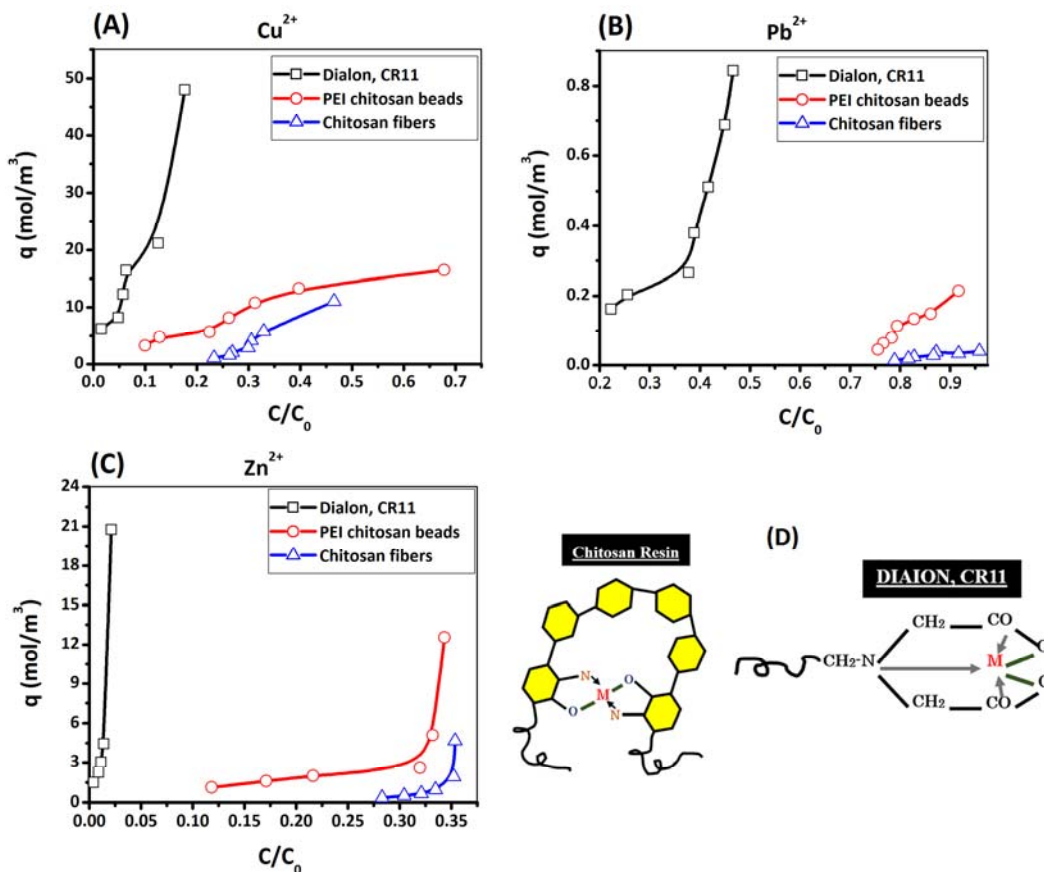 (A)
Cu²⁺
Dialon, CR11
PEI chitosan beads
Chitosan fibers
50
40
30
20
10
0
q (mol/m³)
0.0 0.1 0.2 0.3 0.4 0.5 0.6 0.7
C/C₀
(B)
Pb²⁺
Dialon, CR11
PEI chitosan beads
Chitosan fibers
0.8
0.6
0.4
0.2
0.0
q (mol/m³)
0.2 0.3 0.4 0.5 0.6 0.7 0.8 0.9
C/C₀
(C)
Zn²⁺
Dialon, CR11
PEI chitosan beads
Chitosan fibers
24
21
18
15
12
9
6
3
0
q (mol/m³)
0.00 0.05 0.10 0.15 0.20 0.25 0.30 0.35
C/C₀
(D)
Chitosan Resin
N
M
O
O
N
DIAION, CR11
CH₂ CO
CH₂-N
M
CH₂ CO